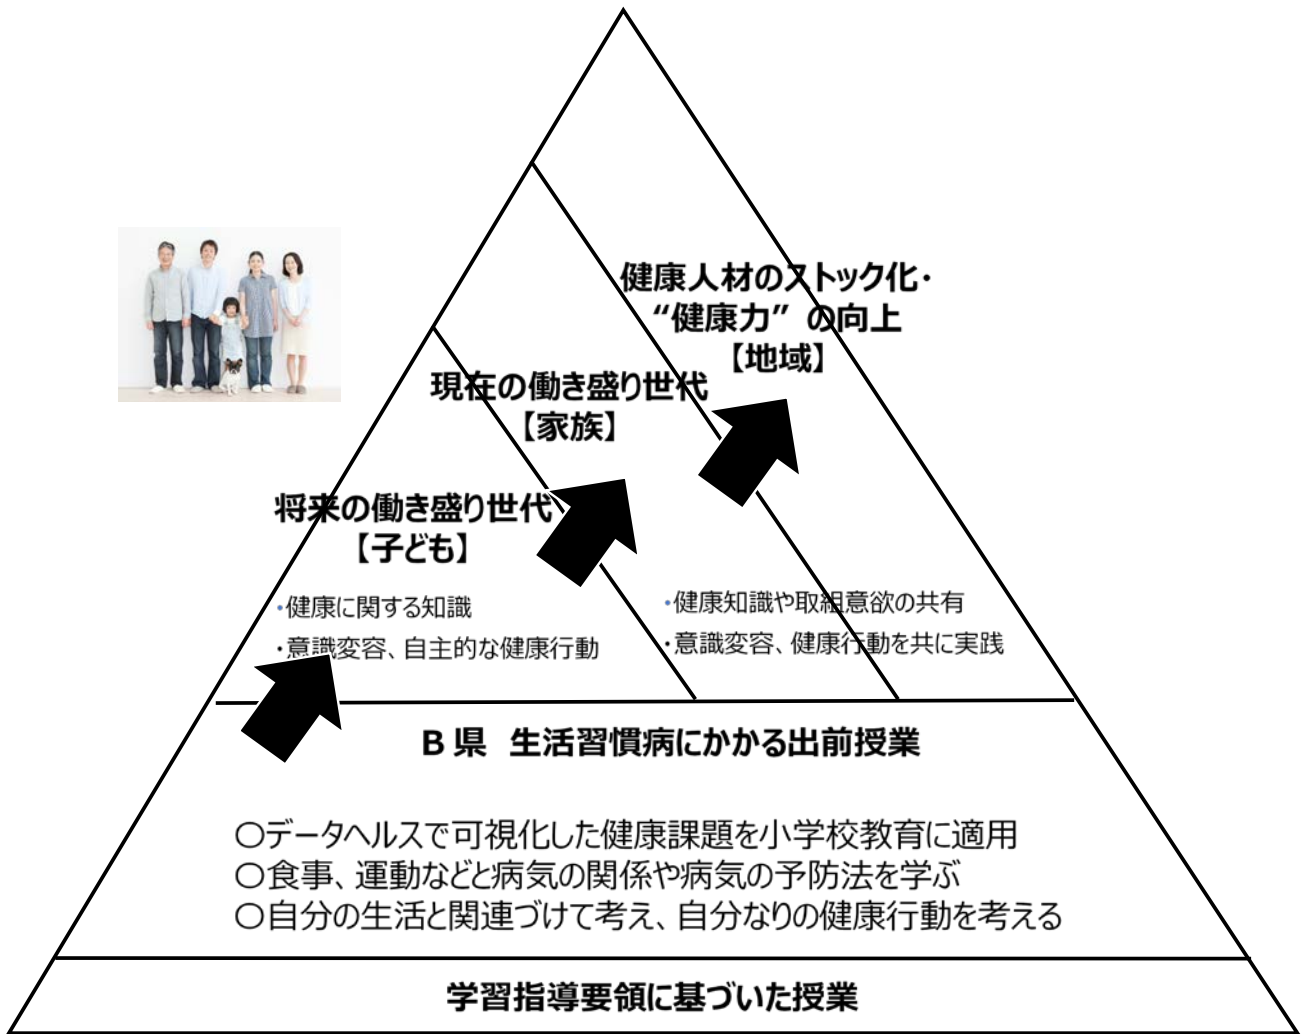 健康人材のストック化・
“健康力” の向上
【地域】
現在の働き盛り世代
【家族】
将来の働き盛り世代
【子ども】
・健康に関する知識
・意識変容、自主的な健康行動
・健康知識や取組意欲の共有
・意識変容、健康行動を共に実践
B 県　生活習慣病にかかる出前授業
〇データヘルスで可視化した健康課題を小学校教育に適用
〇食事、運動などと病気の関係や病気の予防法を学ぶ
〇自分の生活と関連づけて考え、自分なりの健康行動を考える
学習指導要領に基づいた授業